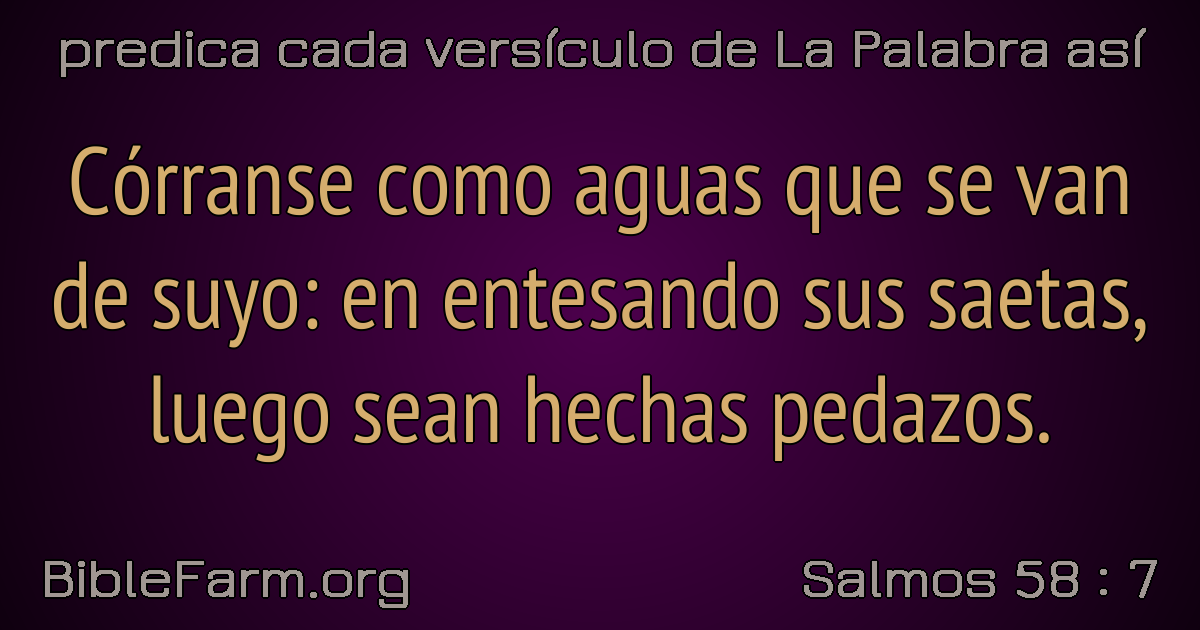 predica cada versículo de La Palabra así
Córranse como aguas que se van
de suyo: en entesando sus saetas,
luego sean hechas pedazos.
BibleFarm.org
Salmos 58 : 7